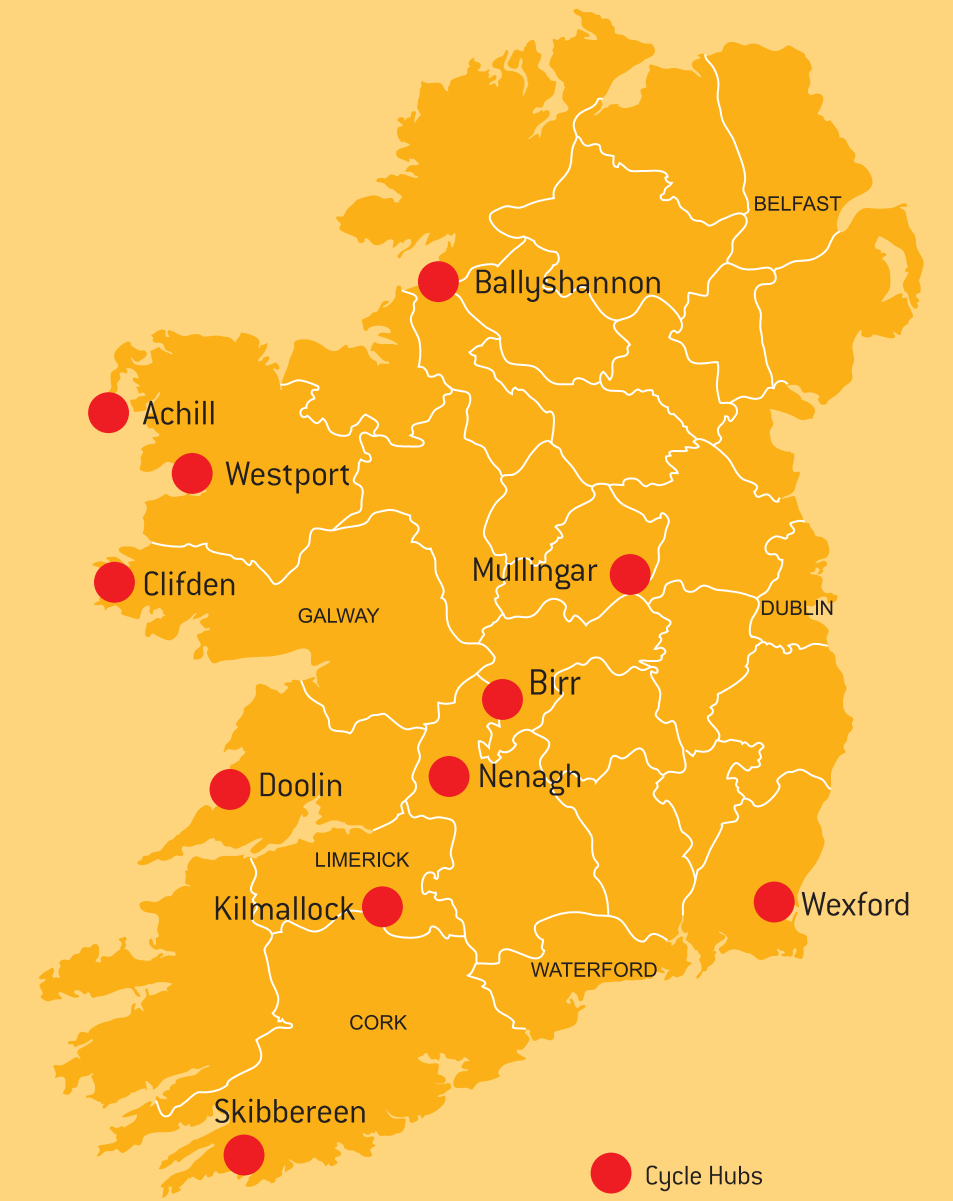 BELFAST
Ballyshannon
Achill
Westport
Mullingar
Clifden
DUBLIN
GALWAY
Birr
Nenagh
Doolin
LIMERICK
Wexford
Kilmallock
WATERFORD
CORK
Skibbereen
Cycle Hubs